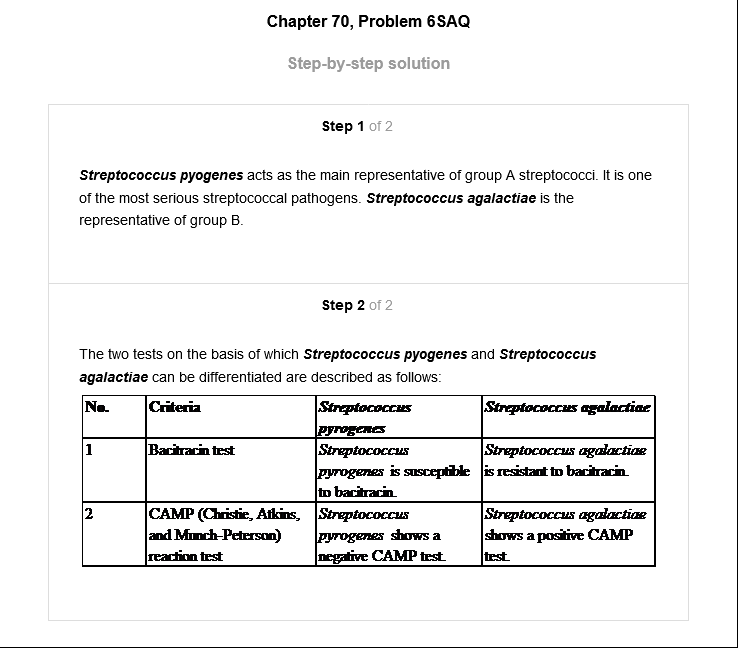 Chapter 70, Problem 6SAQ
Step-by-step solution
Step 1 of 2
Streptococcus pyogenes acts as the main representative of group A streptococci. It is one
of the most serious streptococcal pathogens. Streptococcus agalactiae is the
representative of group B.
Step 2 of 2
The two tests on the basis of which Streptococcus pyogenes and Streptococcus
agalactiae can be differentiated are described as follows:
No. Criteria Streptococcus Streptococcus agalactiae
pyrogenes
1 Bacitracin test Streptococcus Streptococcus agalactiae
pyrogenes is susceptible is resistant to bacitracin.
to bacitracin.
2 CAMP (Christie, Atkins, Streptococcus Streptococcus agalactiae
and Munch-Peterson) pyrogenes shows a shows a positive CAMP
reaction test negative CAMP test. test.